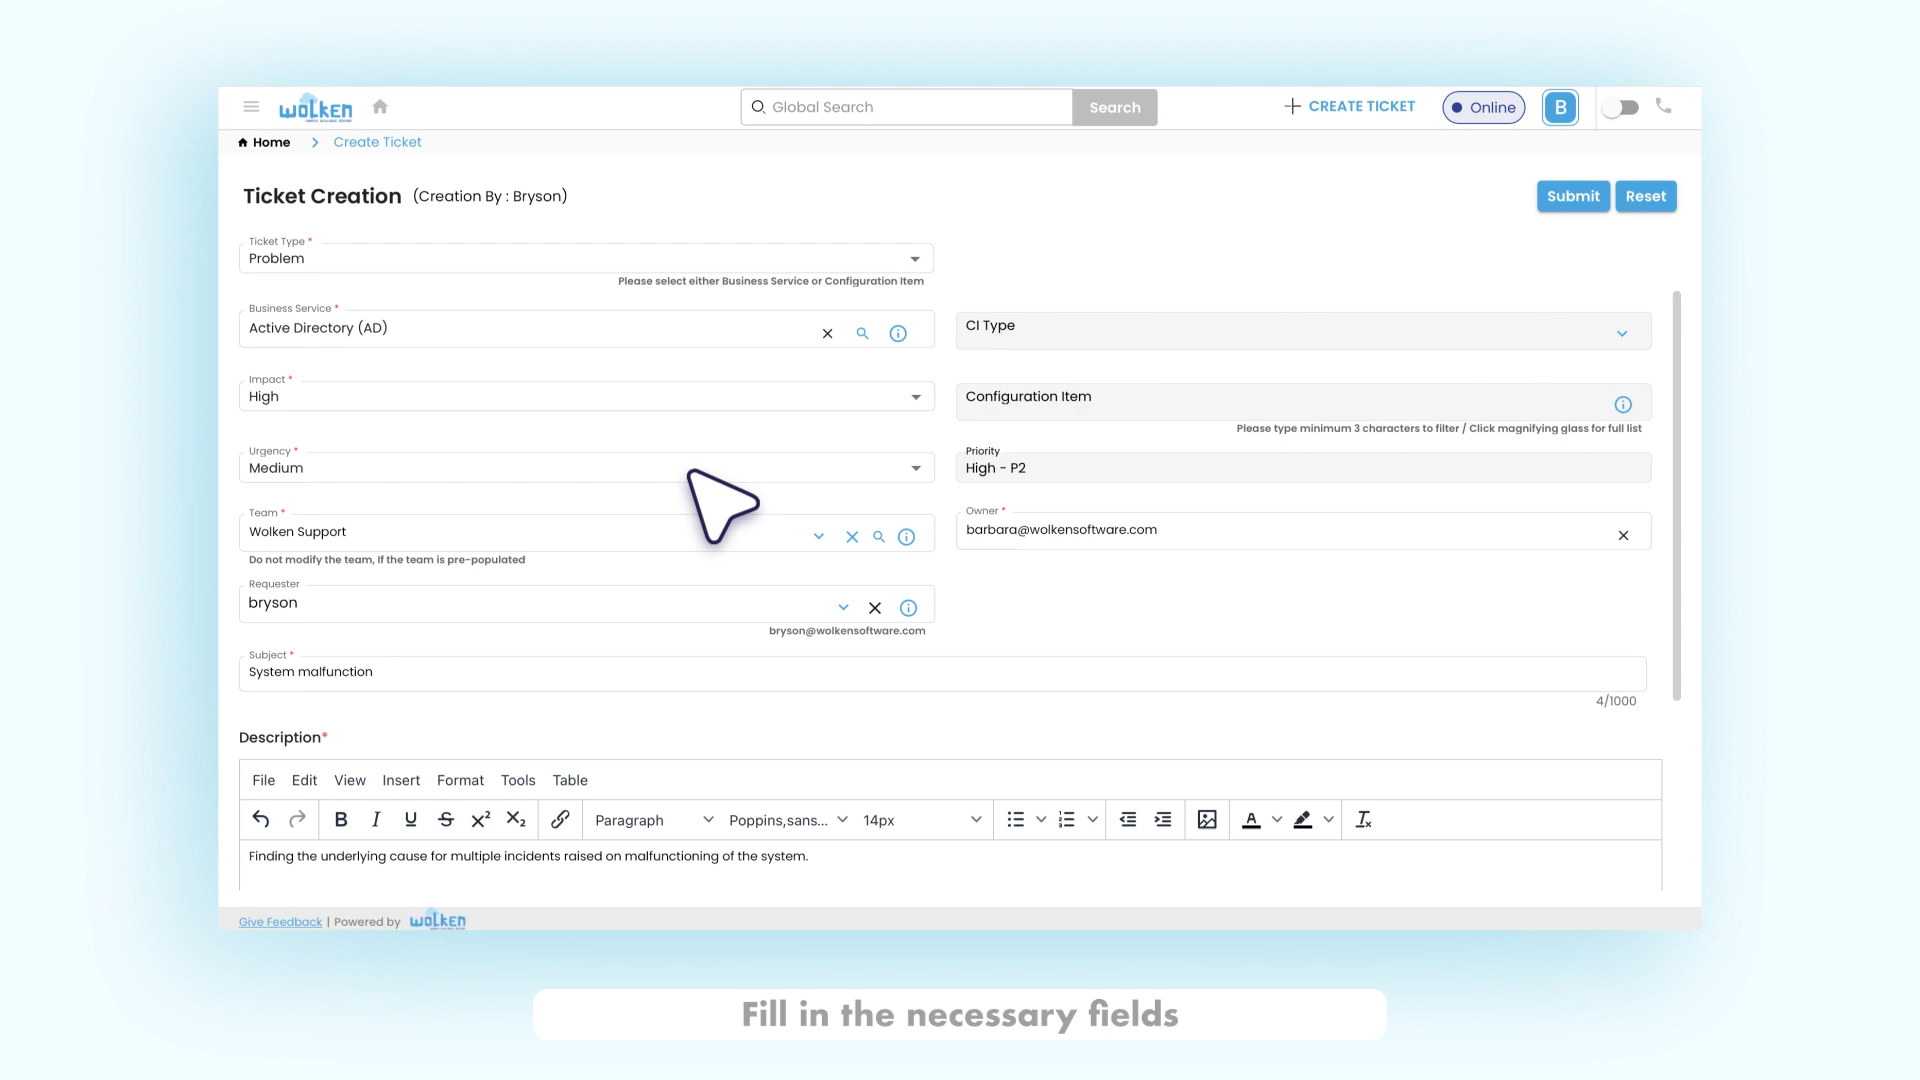 WOLKEN
Global Search
Search
CREATE TICKET
Online
B
Home
Create Ticket
Ticket Creation (Creation By : Bryson)
Submit
Reset
Ticket Type *
Problem
Please select either Business Service or Configuration Item
Business Service *
Active Directory (AD)
CI Type
Impact *
High
Configuration Item
Please type minimum 3 characters to filter / Click magnifying glass for full list
Urgency *
Medium
Priority
High - P2
Team *
Wolken Support
Do not modify the team, If the team is pre-populated
Owner *
barbara@wolkensoftware.com
Requester
bryson
bryson@wolkensoftware.com
Subject *
System malfunction
4/1000
Description*
File Edit View Insert Format Tools Table
Paragraph Poppins,sans... 14px
Finding the underlying cause for multiple incidents raised on malfunctioning of the system.
Give Feedback | Powered by WOLKEN
Fill in the necessary fields